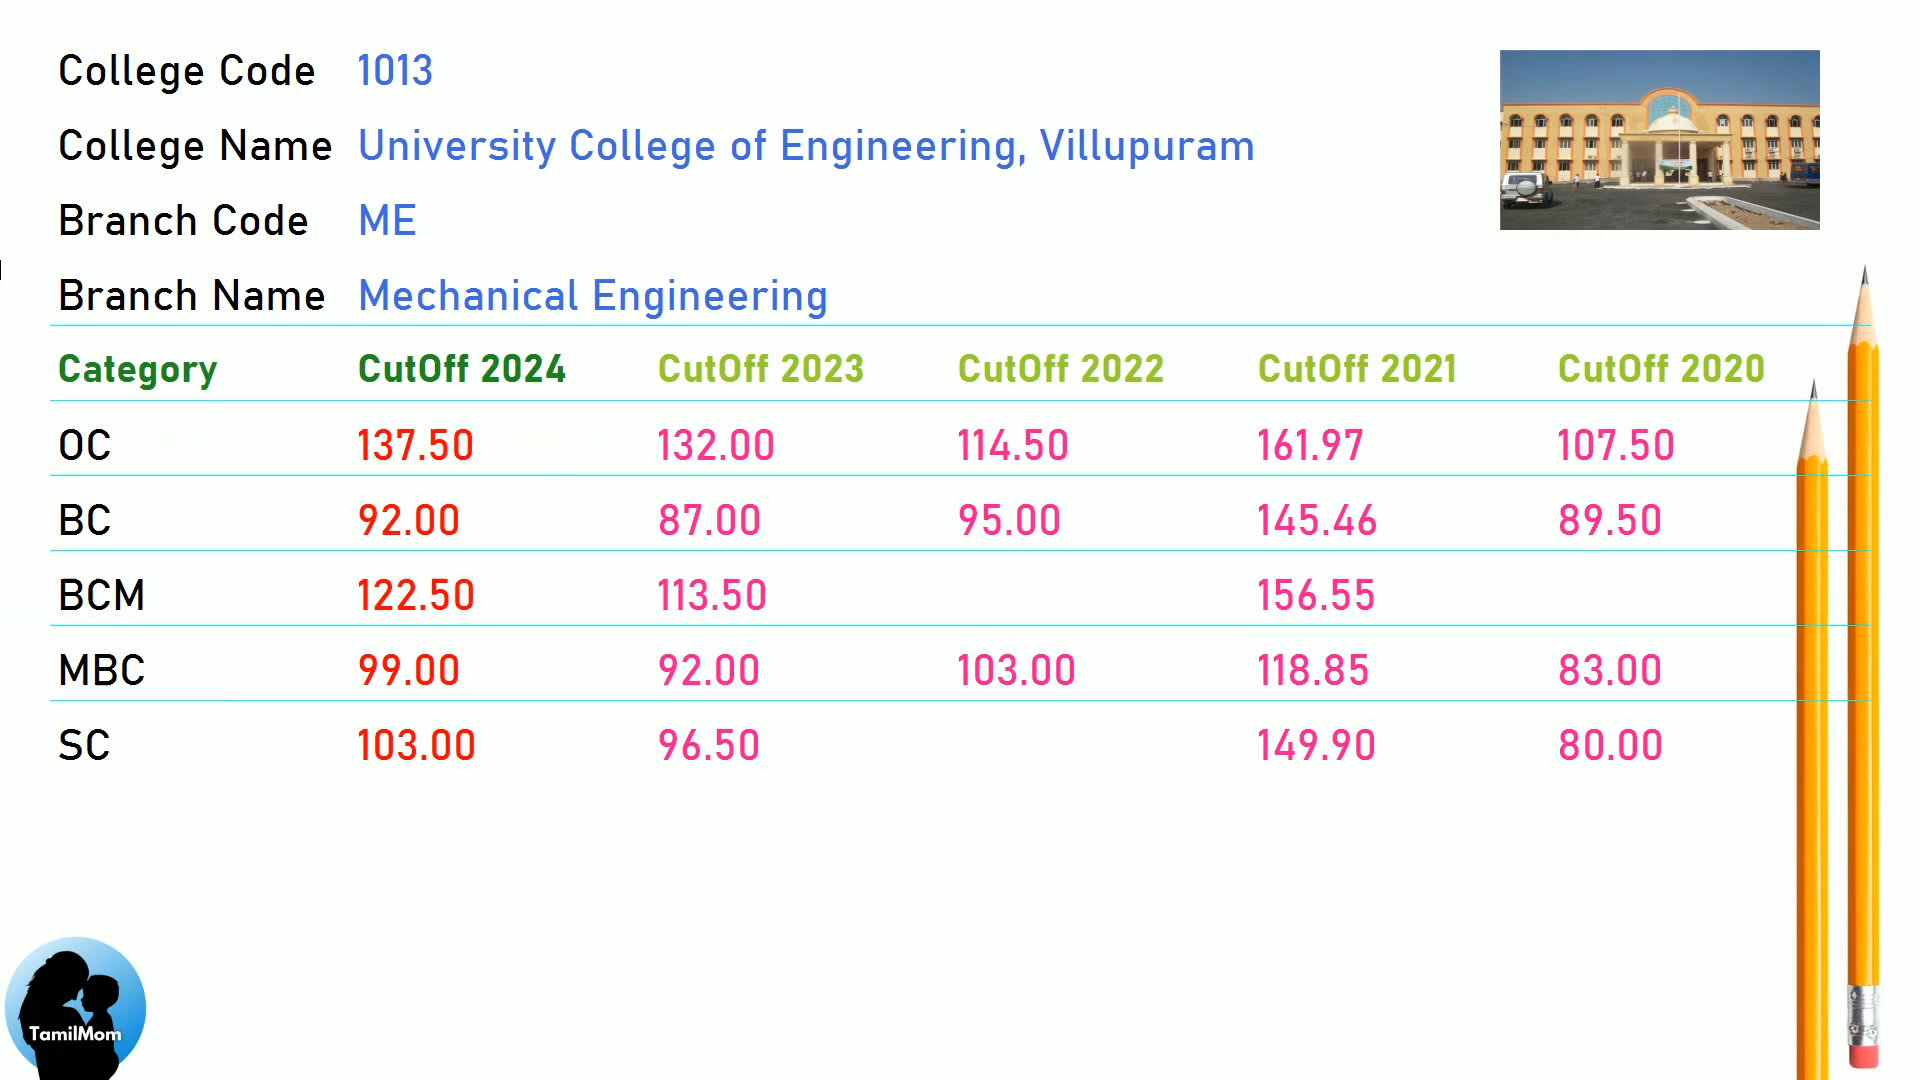 College Code 1013
College Name University College of Engineering, Villupuram
Branch Code ME
Branch Name Mechanical Engineering
Category CutOff 2024 CutOff 2023 CutOff 2022 CutOff 2021 CutOff 2020
OC 137.50 132.00 114.50 161.97 107.50
BC 92.00 87.00 95.00 145.46 89.50
BCM 122.50 113.50 156.55
MBC 99.00 92.00 103.00 118.85 83.00
SC 103.00 96.50 149.90 80.00
TamilMom